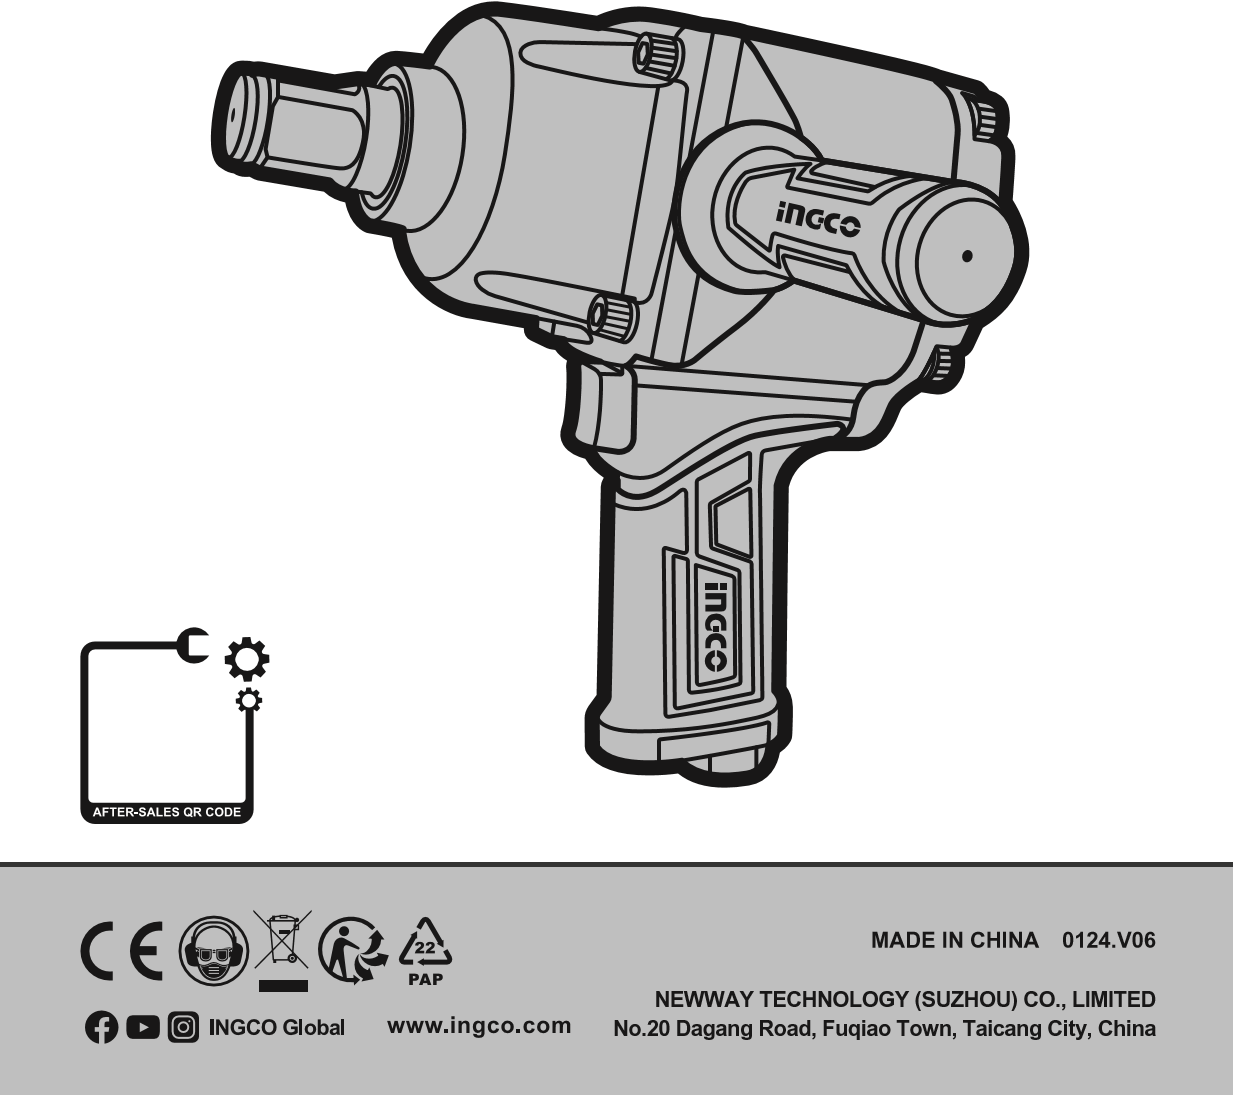 INGCO
INGCO
AFTER-SALES QR CODE
CE
22
PAP
MADE IN CHINA 0124.V06
NEWWAY TECHNOLOGY (SUZHOU) CO., LIMITED
INGCO Global
www.ingco.com
No.20 Dagang Road, Fuqiao Town, Taicang City, China